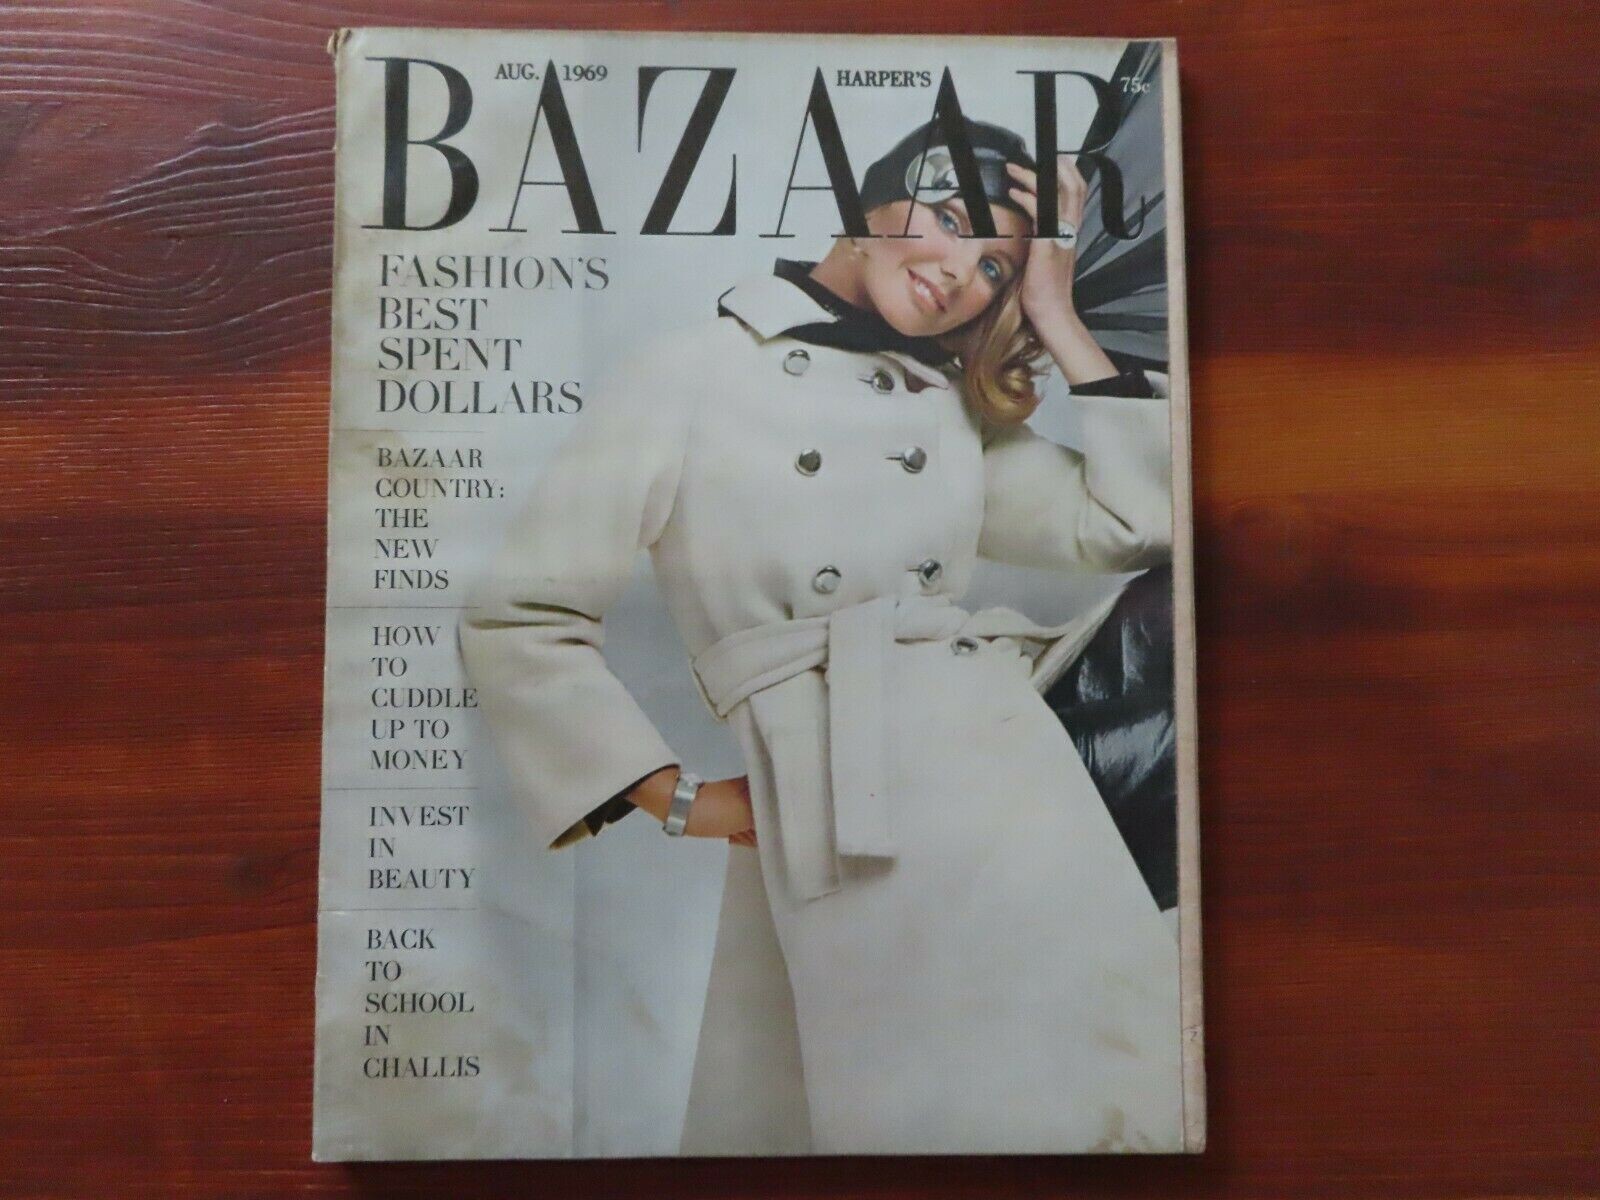 AUG. 1969
HARPER'S
75c
BAZAAR
FASHION'S
BEST
SPENT
DOLLARS
BAZAAR
COUNTRY:
THE
NEW
FINDS
HOW
TO
CUDDLE
UP TO
MONEY
INVEST
IN
BEAUTY
BACK
TO
SCHOOL
IN
CHALLIS